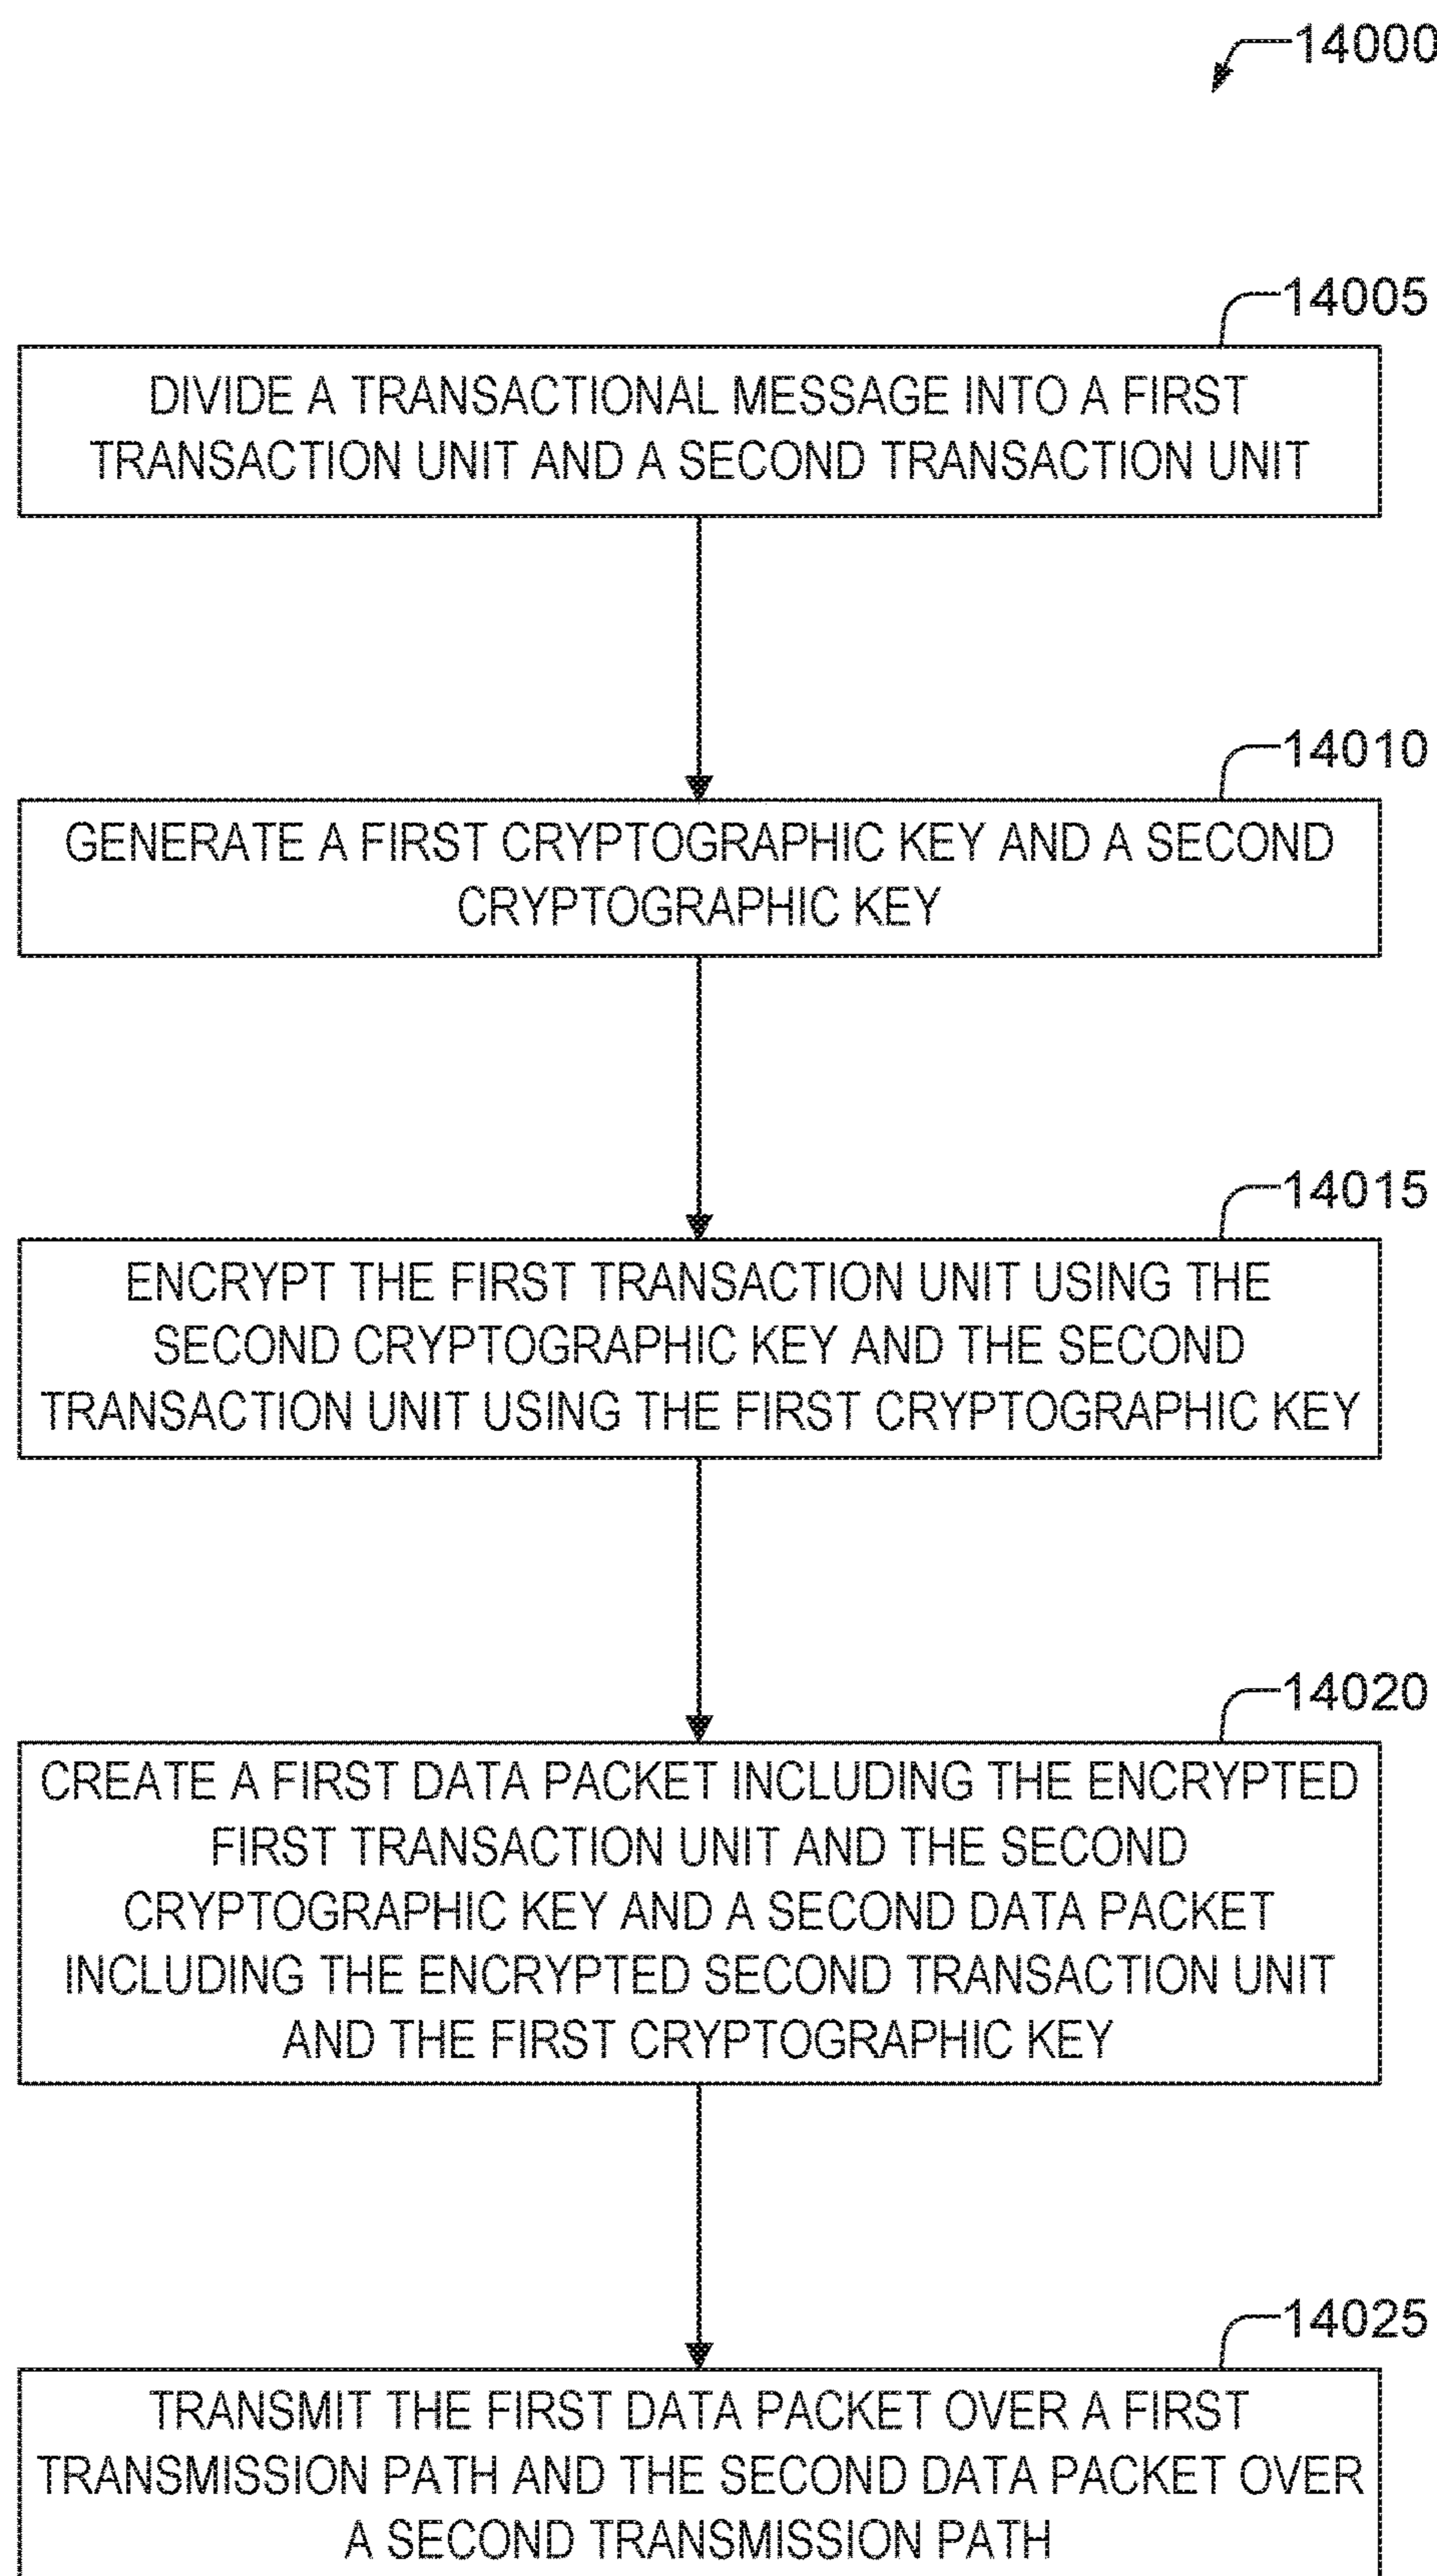 14000
14005
DIVIDE A TRANSACTIONAL MESSAGE INTO A FIRST
TRANSACTION UNIT AND A SECOND TRANSACTION UNIT
14010
GENERATE A FIRST CRYPTOGRAPHIC KEY AND A SECOND
CRYPTOGRAPHIC KEY
14015
ENCRYPT THE FIRST TRANSACTION UNIT USING THE
SECOND CRYPTOGRAPHIC KEY AND THE SECOND
TRANSACTION UNIT USING THE FIRST CRYPTOGRAPHIC KEY
14020
CREATE A FIRST DATA PACKET INCLUDING THE ENCRYPTED
FIRST TRANSACTION UNIT AND THE SECOND
CRYPTOGRAPHIC KEY AND A SECOND DATA PACKET
INCLUDING THE ENCRYPTED SECOND TRANSACTION UNIT
AND THE FIRST CRYPTOGRAPHIC KEY
14025
TRANSMIT THE FIRST DATA PACKET OVER A FIRST
TRANSMISSION PATH AND THE SECOND DATA PACKET OVER
A SECOND TRANSMISSION PATH